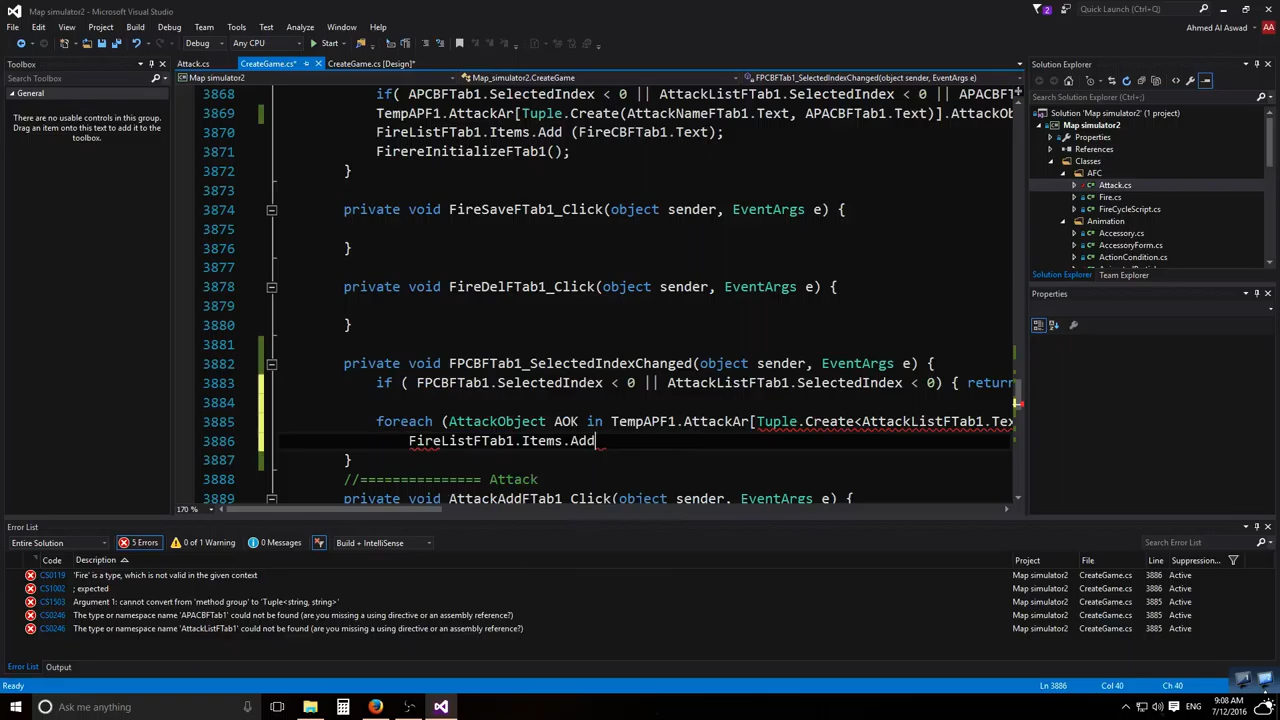 Map simulator2 - Microsoft Visual Studio
2
Quick Launch (Ctrl+Q)
File Edit View Project Build Debug Team Tools Test Analyze Window Help
Ahmed Al Aswad AA
Debug Any CPU Start
Toolbox
Attack.cs CreateGame.cs* CreateGame.cs [Design]*
Solution Explorer
Search Toolbox
Map simulator2 Map_simulator2.CreateGame FPCBFTab1_SelectedIndexChanged(object sender, EventArgs e)
General
There are no usable controls in this group. Drag an item onto this text to add it to the toolbox.
3868 if( APCBFTab1.SelectedIndex < 0 || AttackListFTab1.SelectedIndex < 0 || APACBF
3869 TempAPF1.AttackAr[Tuple.Create(AttackNameFTab1.Text, APACBFTab1.Text)].AttackOb
3870 FireListFTab1.Items.Add (FireCBFTab1.Text);
3871 FirereInitializeFTab1();
3872 }
3873
3874 private void FireSaveFTab1_Click(object sender, EventArgs e) {
3875
3876 }
3877
3878 private void FireDelFTab1_Click(object sender, EventArgs e) {
3879
3880 }
3881
3882 private void FPCBFTab1_SelectedIndexChanged(object sender, EventArgs e) {
3883 if ( FPCBFTab1.SelectedIndex < 0 || AttackListFTab1.SelectedIndex < 0) { return
3884
3885 foreach (AttackObject AOK in TempAPF1.AttackAr[Tuple.Create<AttackListFTab1.Tex
3886 FireListFTab1.Items.Add
3887 }
3888 //=============== Attack
3889 private void AttackAddFTab1_Click(object sender, EventArgs e) {
170 %
Search Solution Explorer (Ctrl+;)
Solution 'Map simulator2' (1 project)
Map simulator2
Properties
References
Classes
AFC
Attack.cs
Fire.cs
FireCycleScript.cs
Animation
Accessory.cs
AccessoryForm.cs
ActionCondition.cs
Solution Explorer Team Explorer
Properties
Error List
Entire Solution 5 Errors 0 of 1 Warning 0 Messages Build + IntelliSense
Search Error List
Code Description Project File Line Suppression...
CS0119 'Fire' is a type, which is not valid in the given context Map simulator2 CreateGame.cs 3886 Active
CS1002 ; expected Map simulator2 CreateGame.cs 3886 Active
CS1503 Argument 1: cannot convert from 'method group' to 'Tuple<string, string>' Map simulator2 CreateGame.cs 3885 Active
CS0246 The type or namespace name 'APACBFTab1' could not be found (are you missing a using directive or an assembly reference?) Map simulator2 CreateGame.cs 3885 Active
CS0246 The type or namespace name 'AttackListFTab1' could not be found (are you missing a using directive or an assembly reference?) Map simulator2 CreateGame.cs 3885 Active
Error List Output
Ready Ln 3886 Col 40 Ch 40 INS
Ask me anything
ENG
9:08 AM
7/12/2016